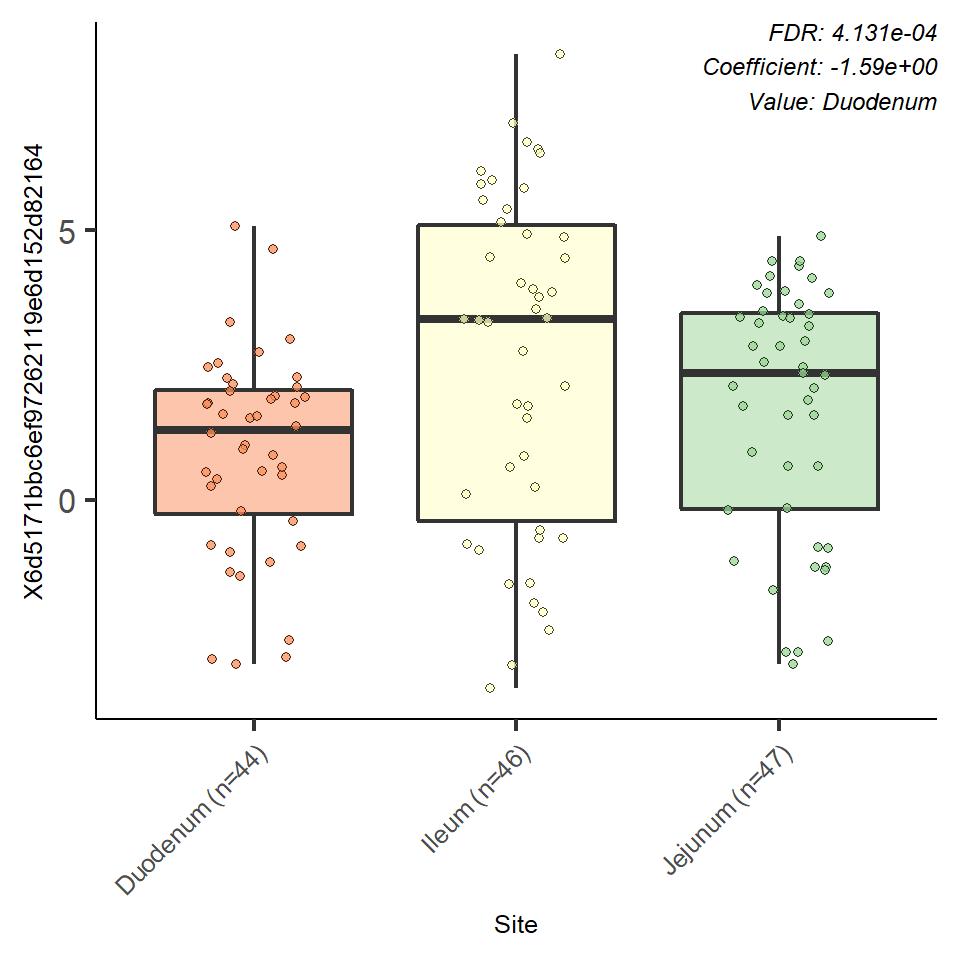 FDR: 4.131e-04
Coefficient: -1.59e+00
Value: Duodenum
X6d5171bbc6ef97262119e6d152d82164
5
0
Duodenum (n=44)
Ileum (n=46)
Jejunum (n=47)
Site